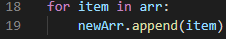 18 for item in arr:
19     newArr.append(item)